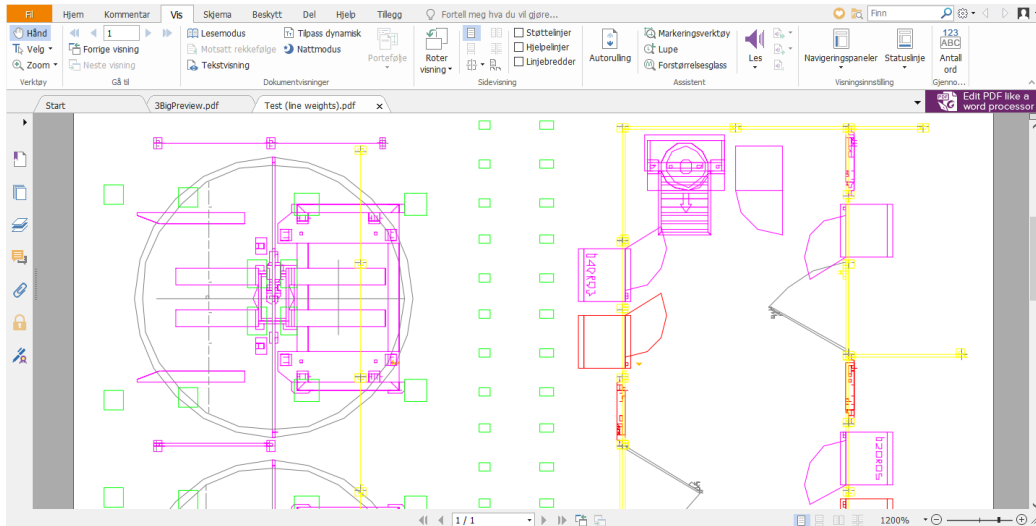 Fil Hjem Kommentar Vis Skjema Beskytt Del Hjelp Tillegg Fortell meg hva du vil gjøre... Finn
Hånd 1 Lesemodus Tilpass dynamisk Støttelinjer Markeringsverktøy 123
Velg Forrige visning Motsatt rekkefølge Nattmodus Hjelpelinjer Lupe ABC
Zoom Neste visning Tekstvisning Portefølje Roter visning Linjebredder Autorulling Forstørrelsesglass Les Navigeringspaneler Statuslinje Antall ord
Verktøy Gå til Dokumentvisninger Sidevisning Assistent Visningsinnstilling Gjenno...
Start 3BigPreview.pdf Test (line weights).pdf x Edit PDF like a
word processor
1 / 1 1200%